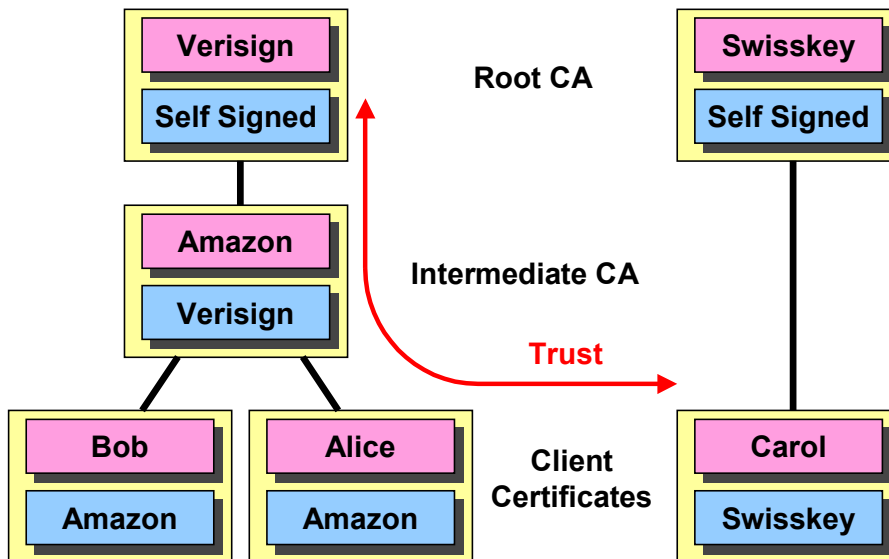 Verisign
Self Signed
Root CA
Swisskey
Self Signed
Amazon
Verisign
Intermediate CA
Trust
Bob
Amazon
Alice
Amazon
Client
Certificates
Carol
Swisskey